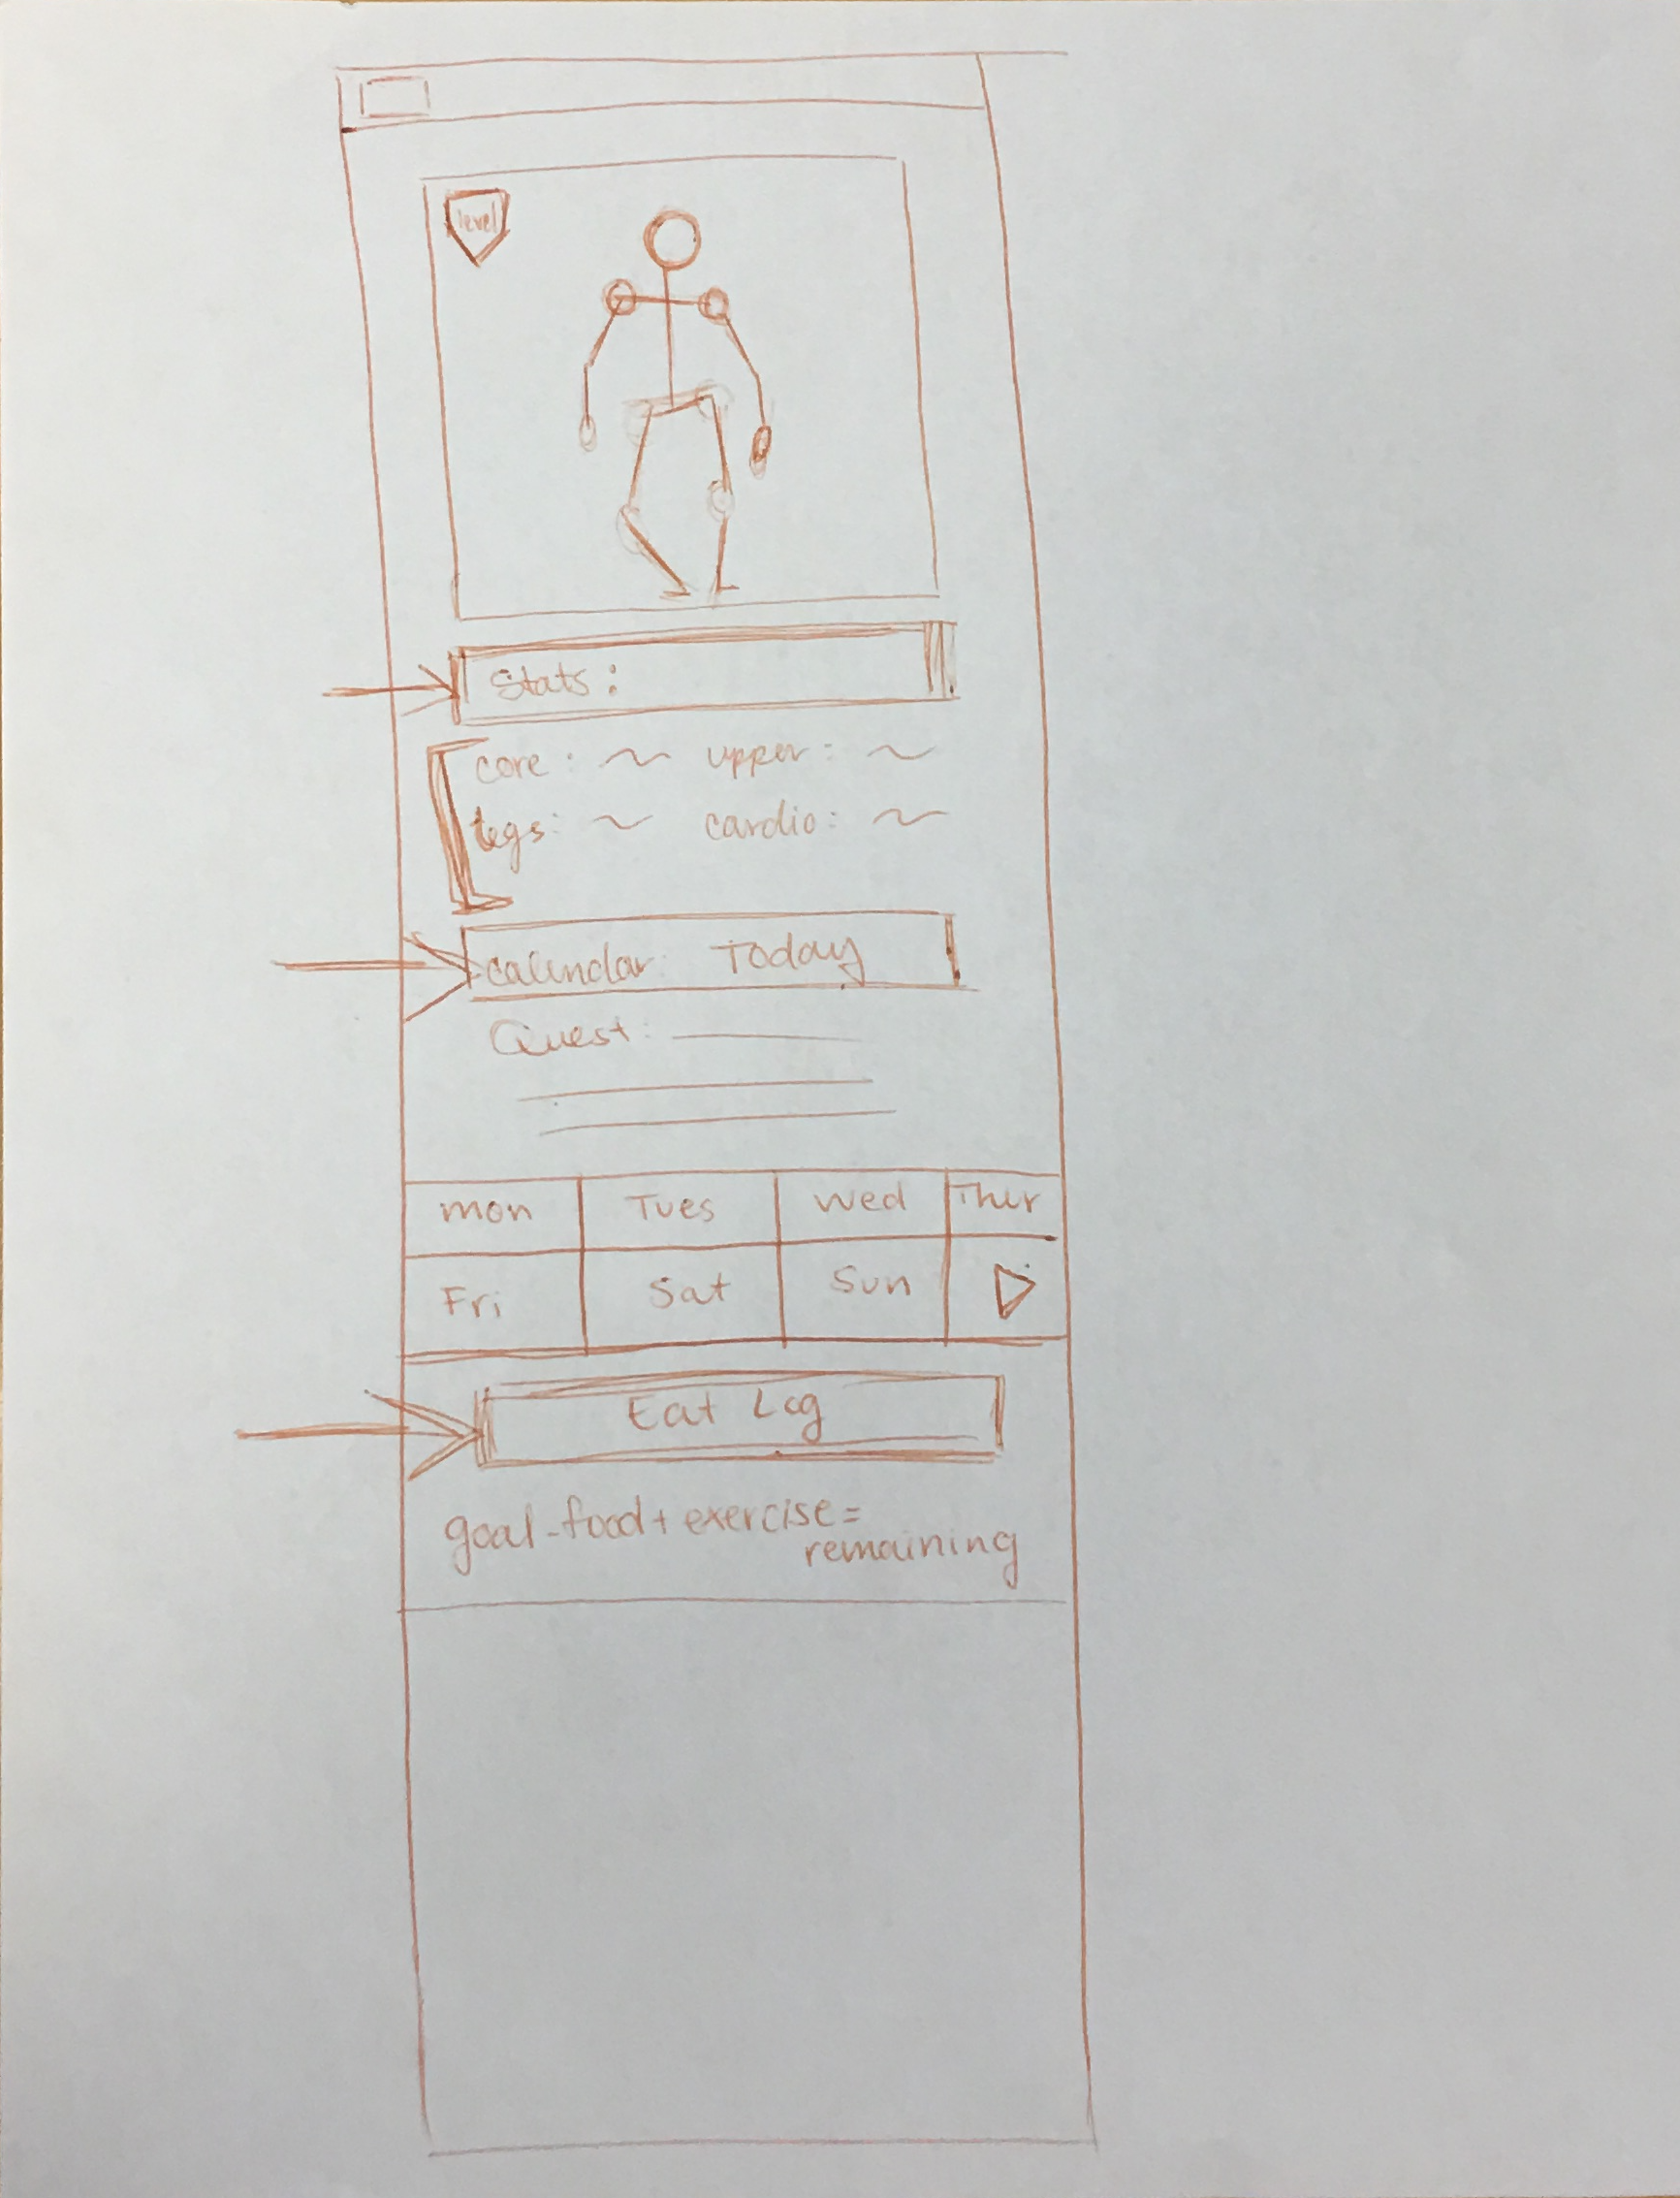 level
Stats:
core: upper:
legs: cardio:
calendar: Today
Quest:
mon Tues wed Thur
Fri Sat Sun
Eat Log
goal-food+exercise=
remaining